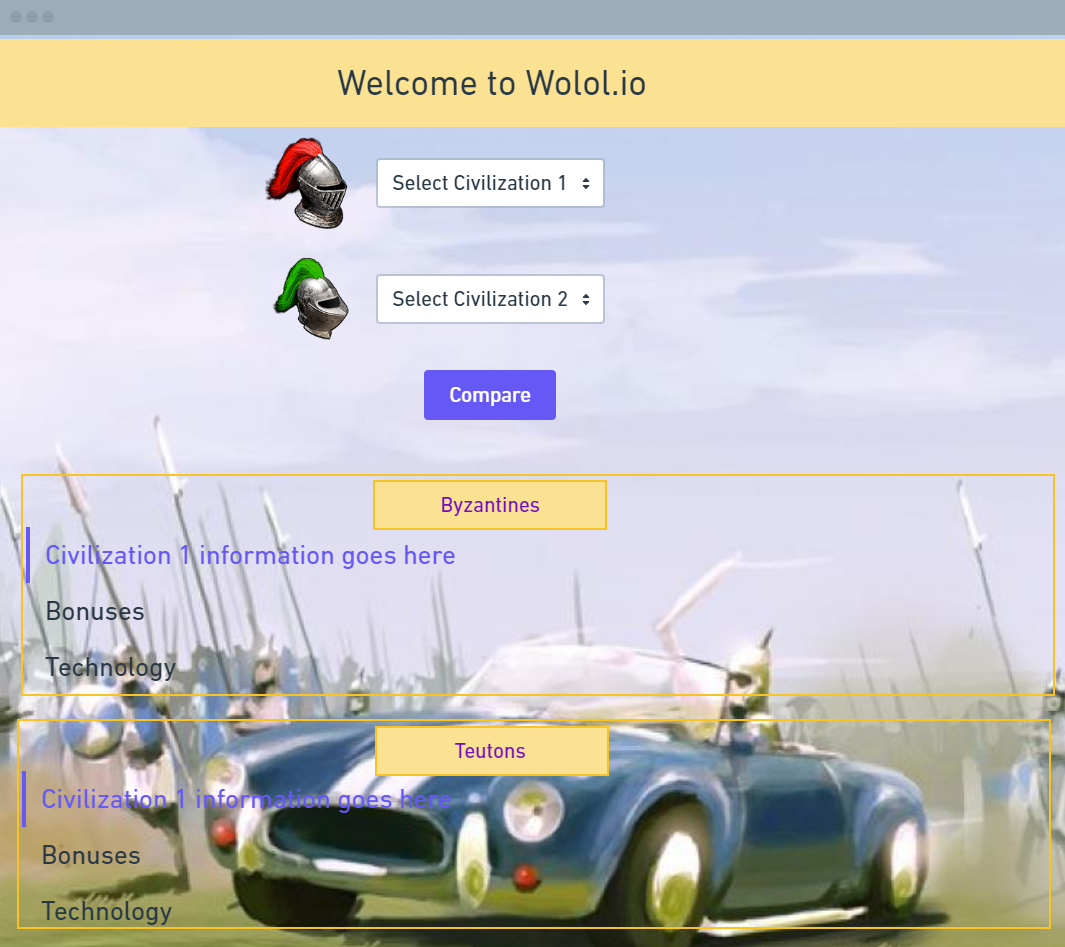 Welcome to Wolol.io
Select Civilization 1
Select Civilization 2
Compare
Byzantines
Civilization 1 information goes here
Bonuses
Technology
Teutons
Civilization 1 information goes here
Bonuses
Technology